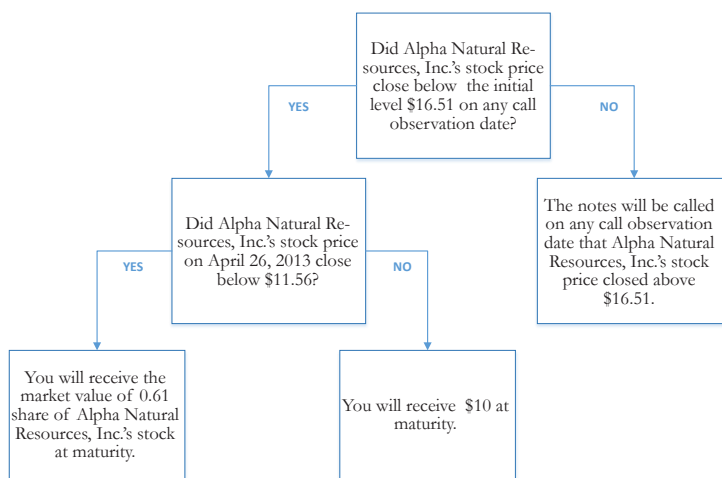 Did Alpha Natural Re-
sources, Inc.'s stock price
close below the initial
level $16.51 on any call
observation date?
YES
NO
Did Alpha Natural Re-
sources, Inc.'s stock price
on April 26, 2013 close
below $11.56?
The notes will be called
on any call observation
date that Alpha Natural
Resources, Inc.'s stock
price closed above
$16.51.
YES
NO
You will receive the
market value of 0.61
share of Alpha Natural
Resources, Inc.'s stock
at maturity.
You will receive $10 at
maturity.